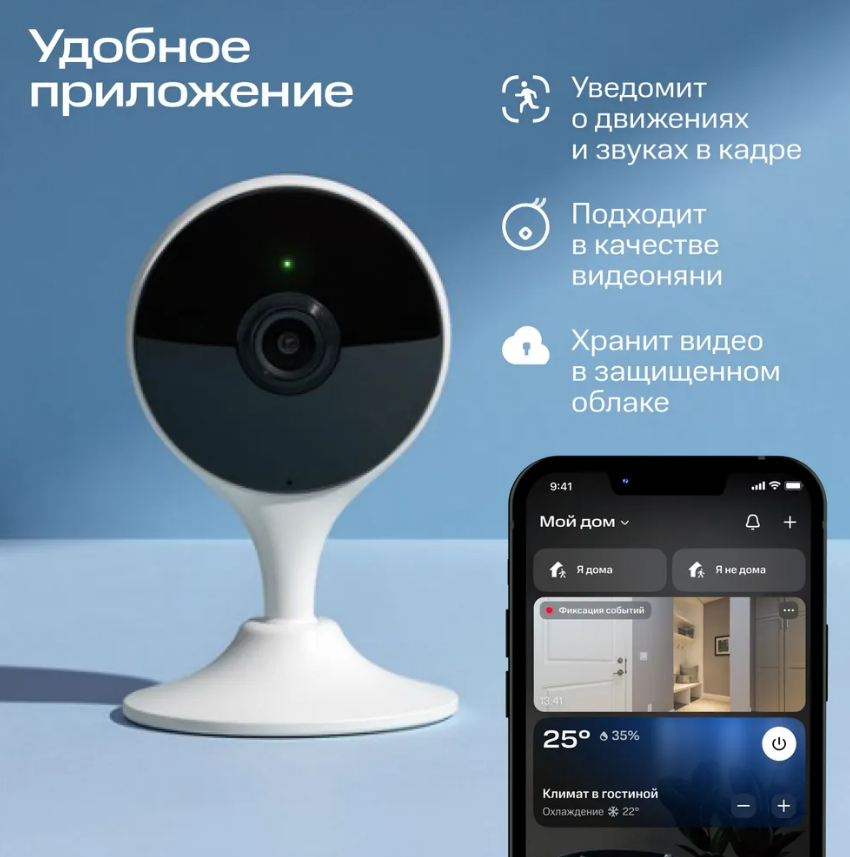 Удобное
приложение
Уведомит
о движениях
и звуках в кадре
Подходит
в качестве
видеоняни
Хранит видео
в защищенном
облаке
9:41
Мой дом
Я дома
Я не дома
Фиксация событий
13:41
25° 35%
Климат в гостиной
Охлаждение 22°